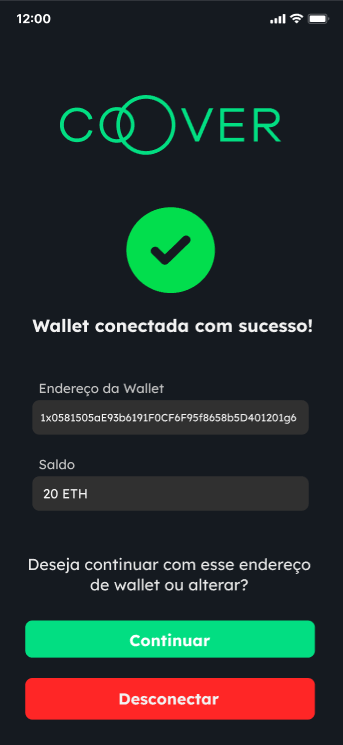 12:00
COOVER
Wallet conectada com sucesso!
Endereço da Wallet
1x0581505aE93b6191F0CF6F95f8658b5D401201g6
Saldo
20 ETH
Deseja continuar com esse endereço
de wallet ou alterar?
Continuar
Desconectar